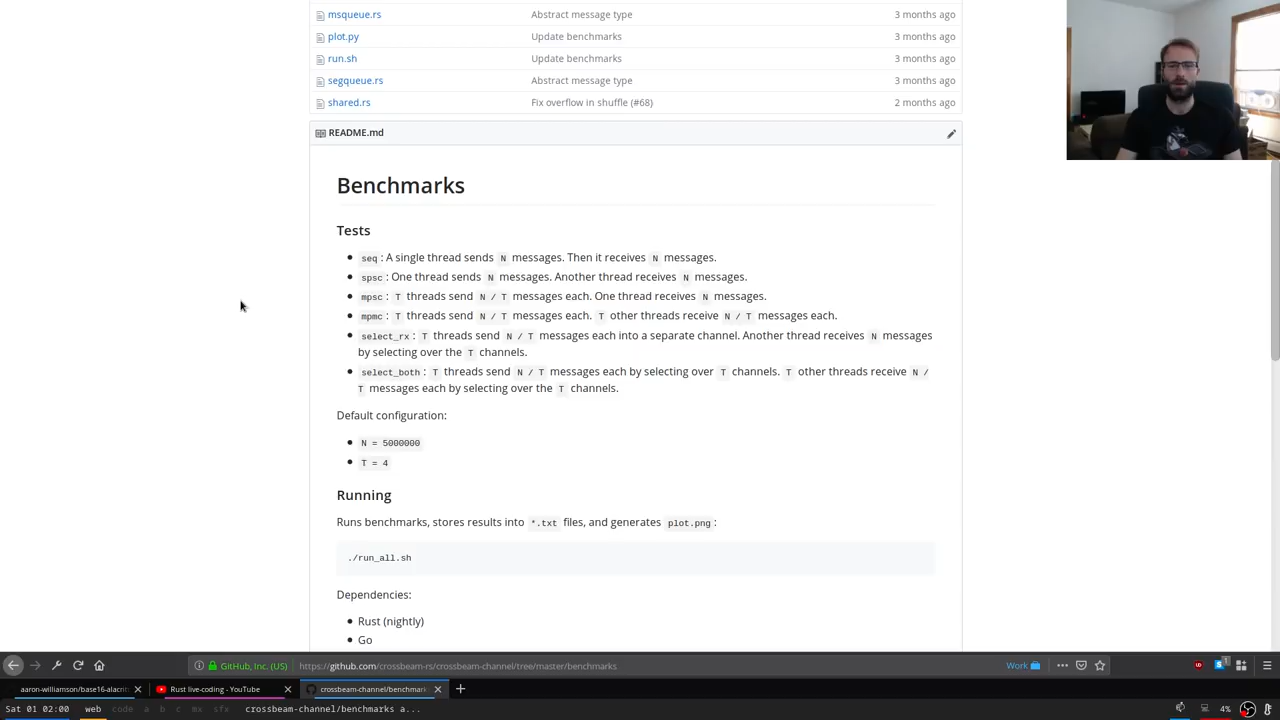 msqueue.rs Abstract message type 3 months ago
plot.py Update benchmarks 3 months ago
run.sh Update benchmarks 3 months ago
segqueue.rs Abstract message type 3 months ago
shared.rs Fix overflow in shuffle (#68) 2 months ago
README.md
Benchmarks
Tests
seq : A single thread sends N messages. Then it receives N messages.
spsc : One thread sends N messages. Another thread receives N messages.
mpsc : T threads send N / T messages each. One thread receives N messages.
mpmc : T threads send N / T messages each. T other threads receive N / T messages each.
select_rx : T threads send N / T messages each into a separate channel. Another thread receives N messages
by selecting over the T channels.
select_both : T threads send N / T messages each by selecting over T channels. T other threads receive N /
T messages each by selecting over the T channels.
Default configuration:
N = 5000000
T = 4
Running
Runs benchmarks, stores results into *.txt files, and generates plot.png :
./run_all.sh
Dependencies:
Rust (nightly)
Go
GitHub, Inc. (US) https://github.com/crossbeam-rs/crossbeam-channel/tree/master/benchmarks Work
aaron-williamson/base16-alacri Rust live-coding - YouTube crossbeam-channel/benchmark
Sat 01 02:00 web code a b c mx sfx crossbeam-channel/benchmarks a... 4%